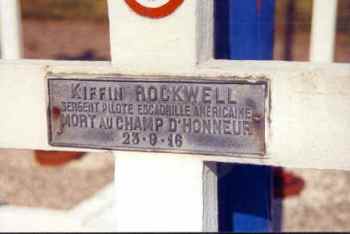 KIFFIN ROCKWELL
SERGENT PILOTE ESCADRILLE AMERICAINE
MORT AU CHAMP D'HONNEUR
23·9·16